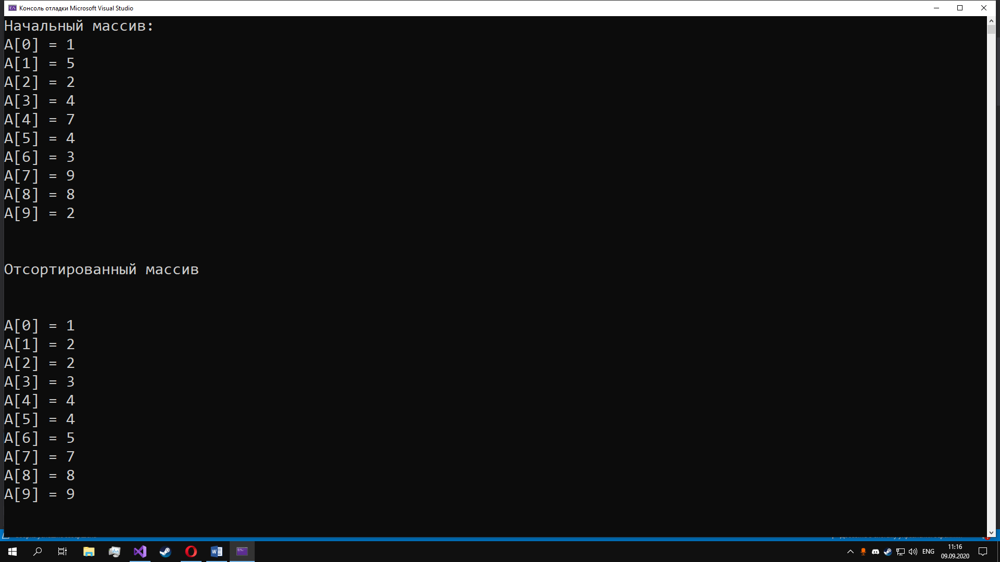 Консоль отладки Microsoft Visual Studio
Начальный массив:
A[0] = 1
A[1] = 5
A[2] = 2
A[3] = 4
A[4] = 7
A[5] = 4
A[6] = 3
A[7] = 9
A[8] = 8
A[9] = 2
Отсортированный массив
A[0] = 1
A[1] = 2
A[2] = 2
A[3] = 3
A[4] = 4
A[5] = 4
A[6] = 5
A[7] = 7
A[8] = 8
A[9] = 9
ENG
11:16
09.09.2020